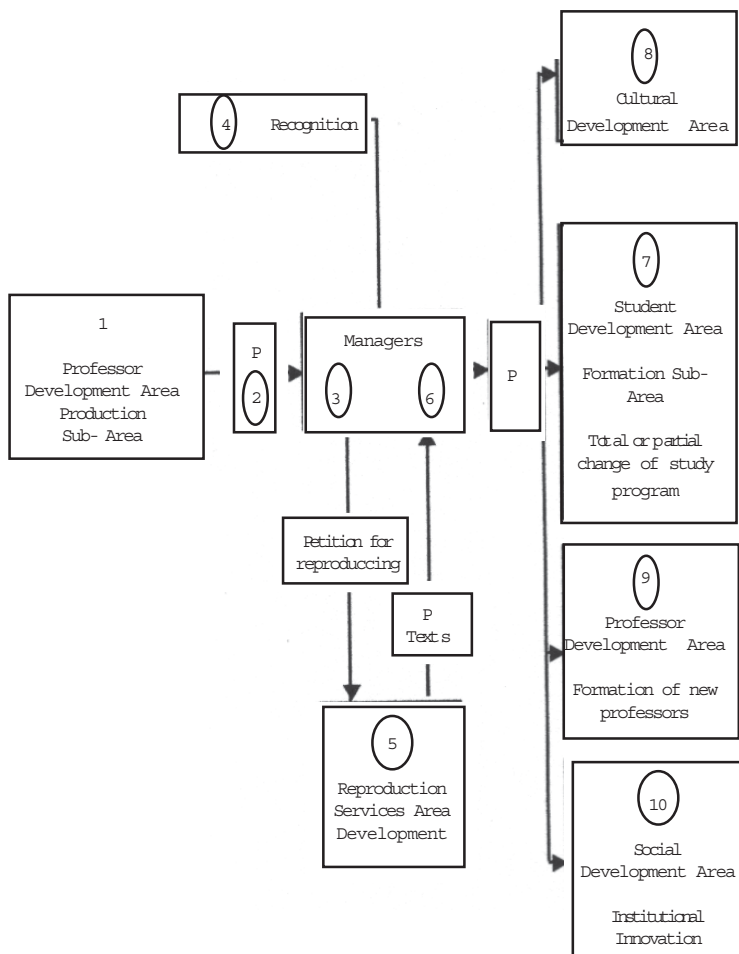 8
Cultural
Development Area
4 Recognition
7
Student
Development Area
Formation Sub-
Area
Total or partial
change of study
program
1
Professor
Development Area
Production
Sub- Area
P
2
Managers
3 6
P
Petition for
reproduccing
P
Texts
9
Professor
Development Area
Formation of new
professors
5
Reproduction
Services Area
Development
10
Social
Development Area
Institutional
Innovation